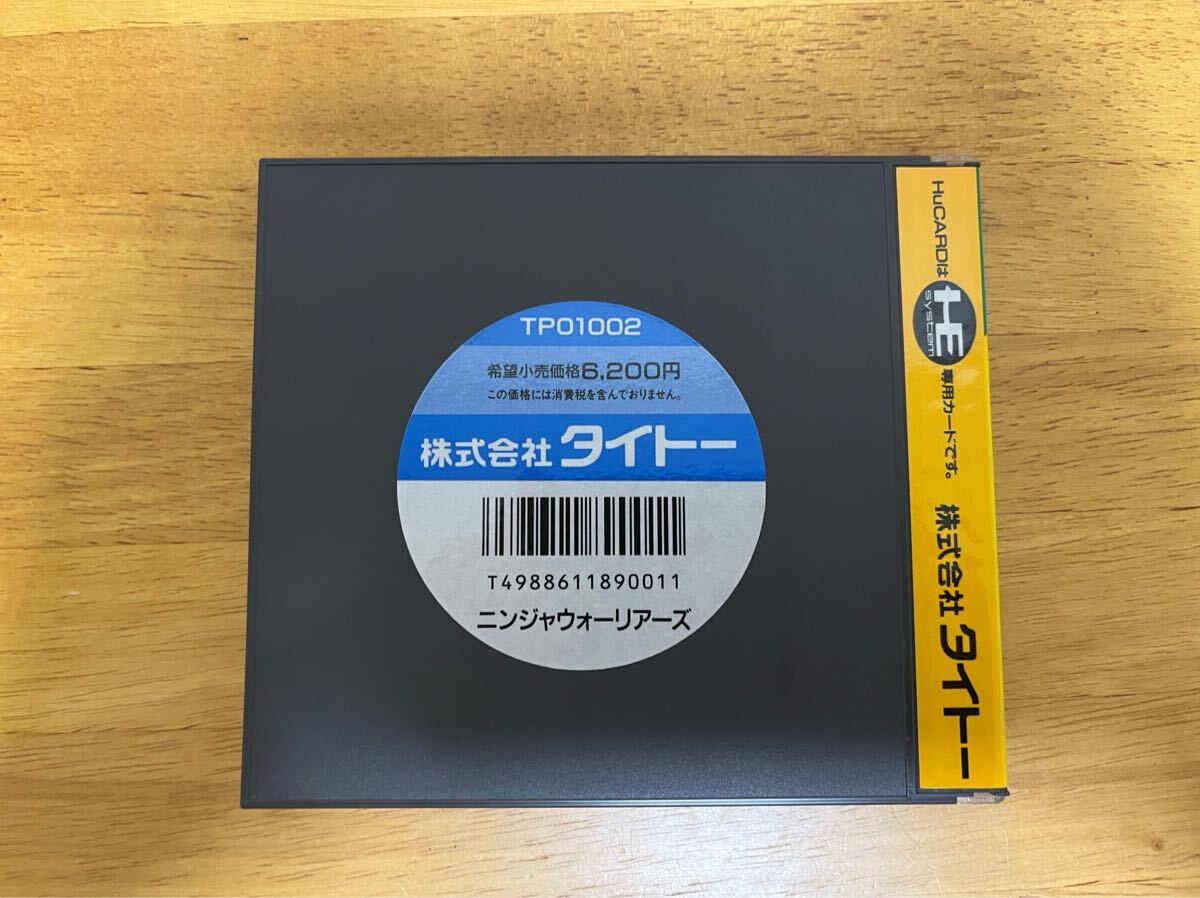 TP01002
希望小売価格6,200円
この価格には消費税を含んでおりません。
株式会社 タイトー
T4988611890011
ニンジャウォーリアーズ
HuCARDは HE system 専用カードです。 株式会社 タイトー